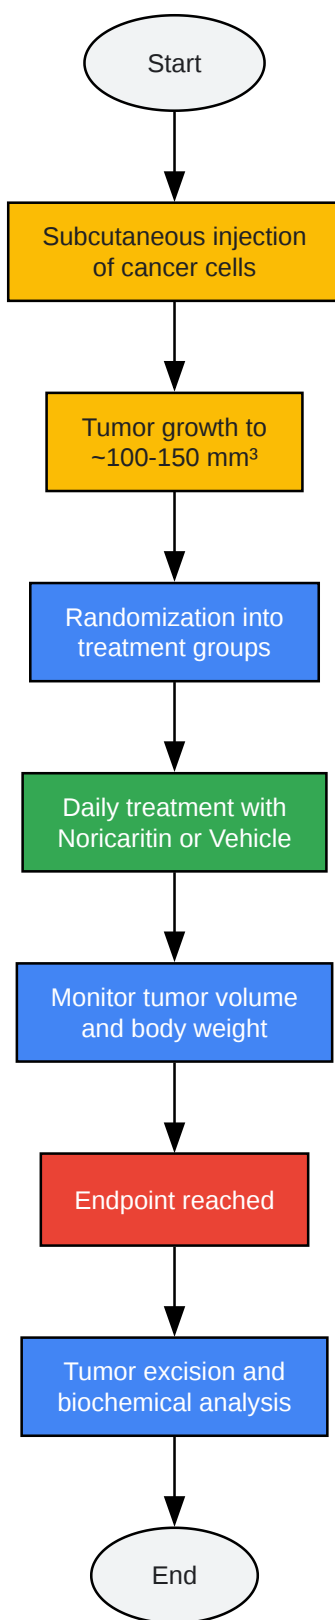 Start
Subcutaneous injection
of cancer cells
Tumor growth to
~100-150 mm³
Randomization into
treatment groups
Daily treatment with
Noricaritin or Vehicle
Monitor tumor volume
and body weight
Endpoint reached
Tumor excision and
biochemical analysis
End